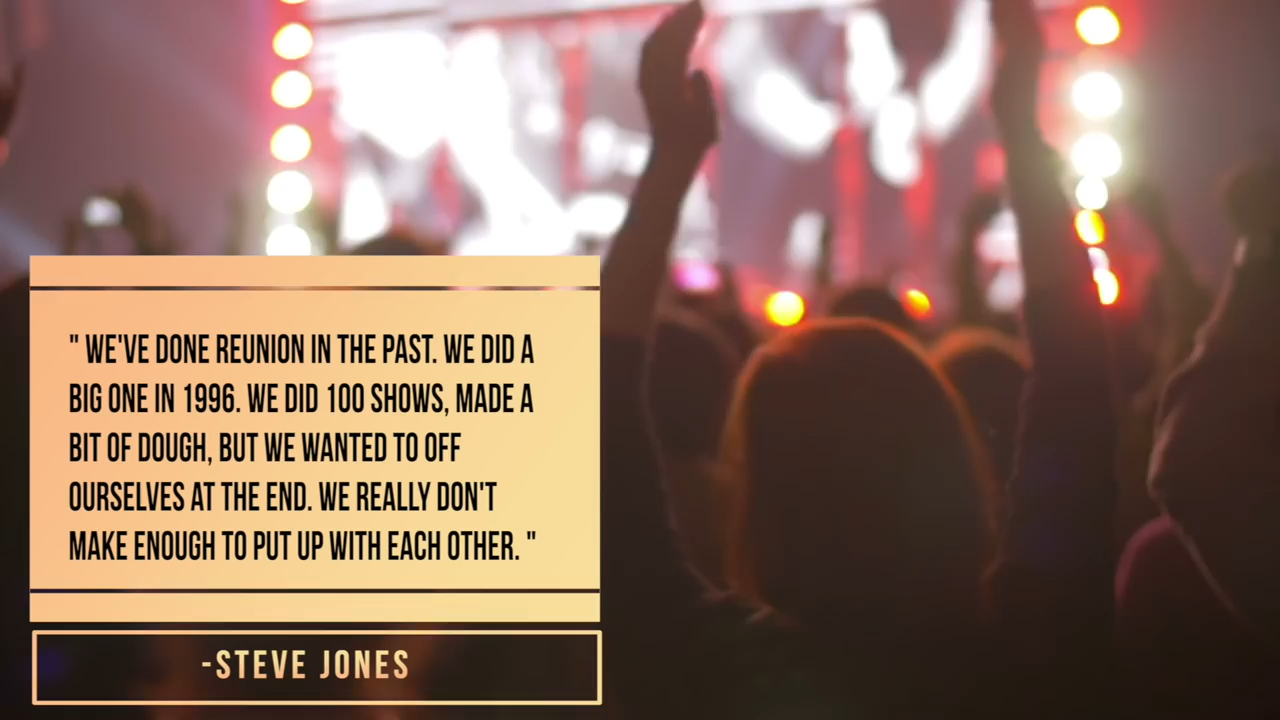 " WE'VE DONE REUNION IN THE PAST. WE DID A
BIG ONE IN 1996. WE DID 100 SHOWS, MADE A
BIT OF DOUGH, BUT WE WANTED TO OFF
OURSELVES AT THE END. WE REALLY DON'T
MAKE ENOUGH TO PUT UP WITH EACH OTHER. "
-STEVE JONES